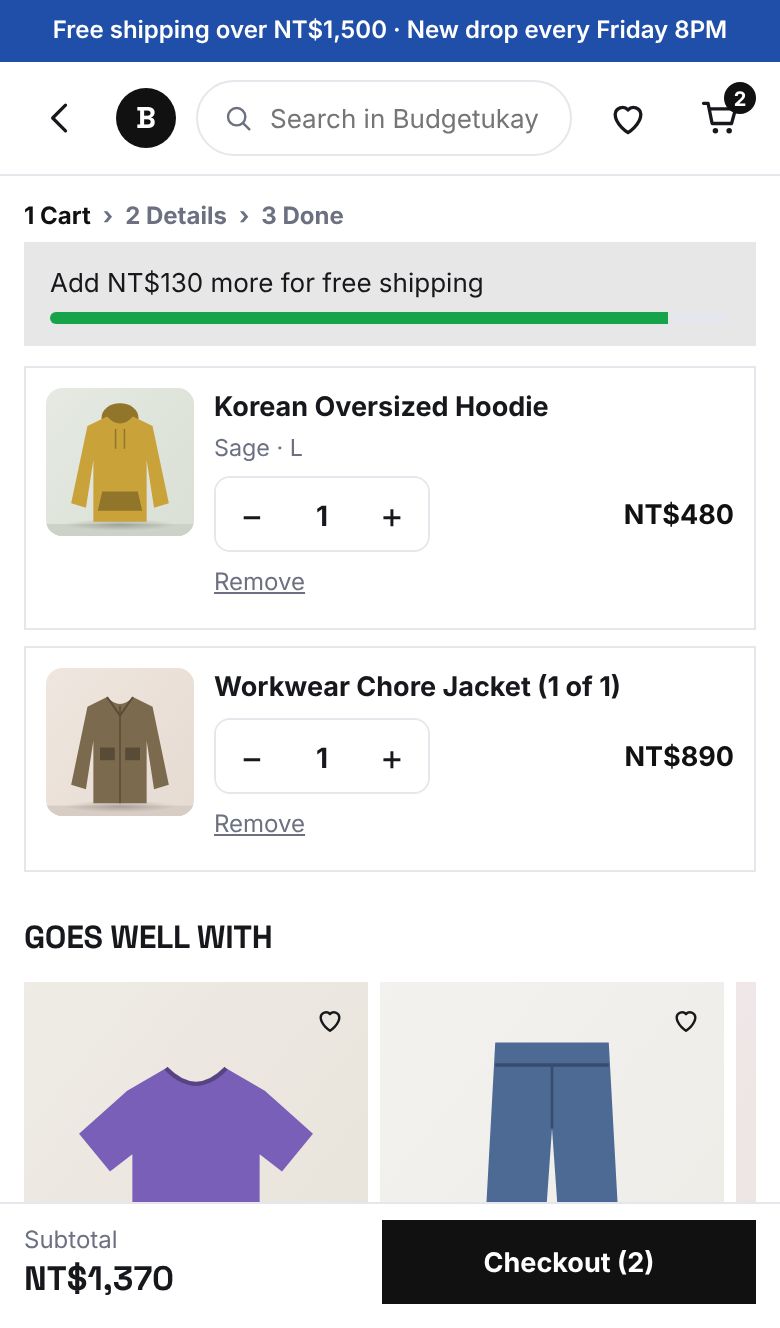 Free shipping over NT$1,500 · New drop every Friday 8PM
B
Search in Budgetukay
2
1 Cart › 2 Details › 3 Done
Add NT$130 more for free shipping
Korean Oversized Hoodie
Sage · L
− 1 +
NT$480
Remove
Workwear Chore Jacket (1 of 1)
− 1 +
NT$890
Remove
GOES WELL WITH
Subtotal
NT$1,370
Checkout (2)